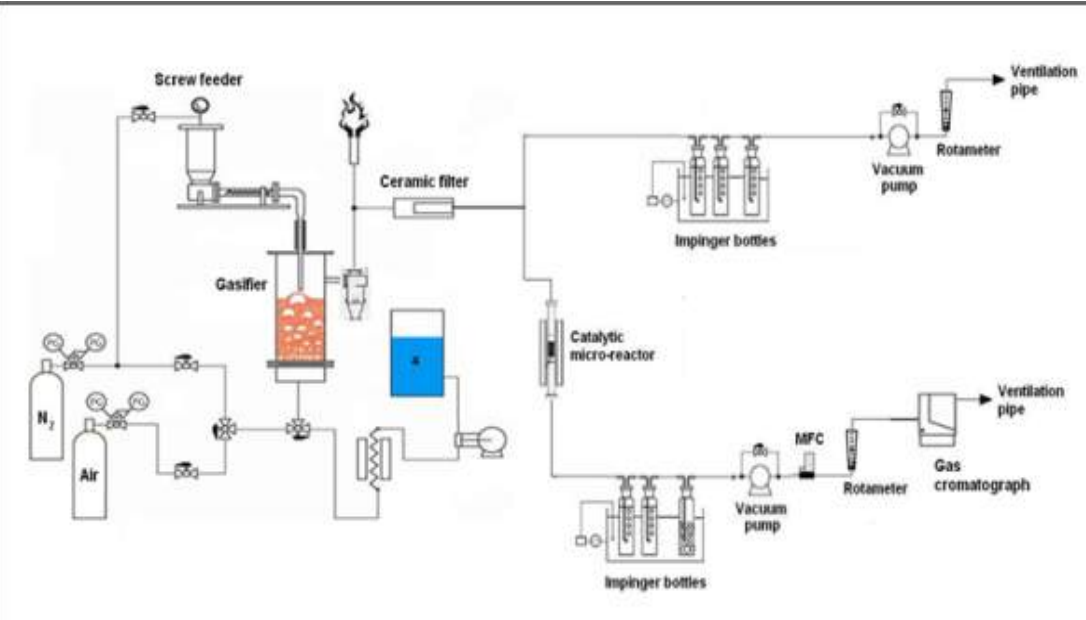 Screw feeder
Ventilation
pipe
Rotameter
Vacuum
pump
Ceramic filter
Impinger bottles
Gasifier
Catalytic
micro-reactor
N2
Air
Ventilation
pipe
MFC
Rotameter
Gas
cromatograph
Vacuum
pump
Impinger bottles